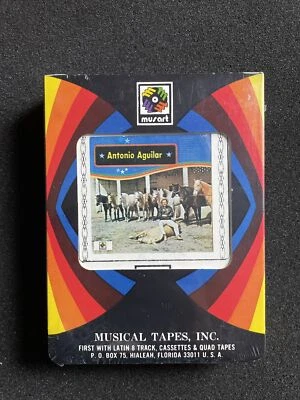 musart
★ Antonio Aguilar ★
MUSICAL TAPES, INC.
FIRST WITH LATIN 8 TRACK, CASSETTES & QUAD TAPES
P. O. BOX 75, HIALEAH, FLORIDA 33011 U. S. A.